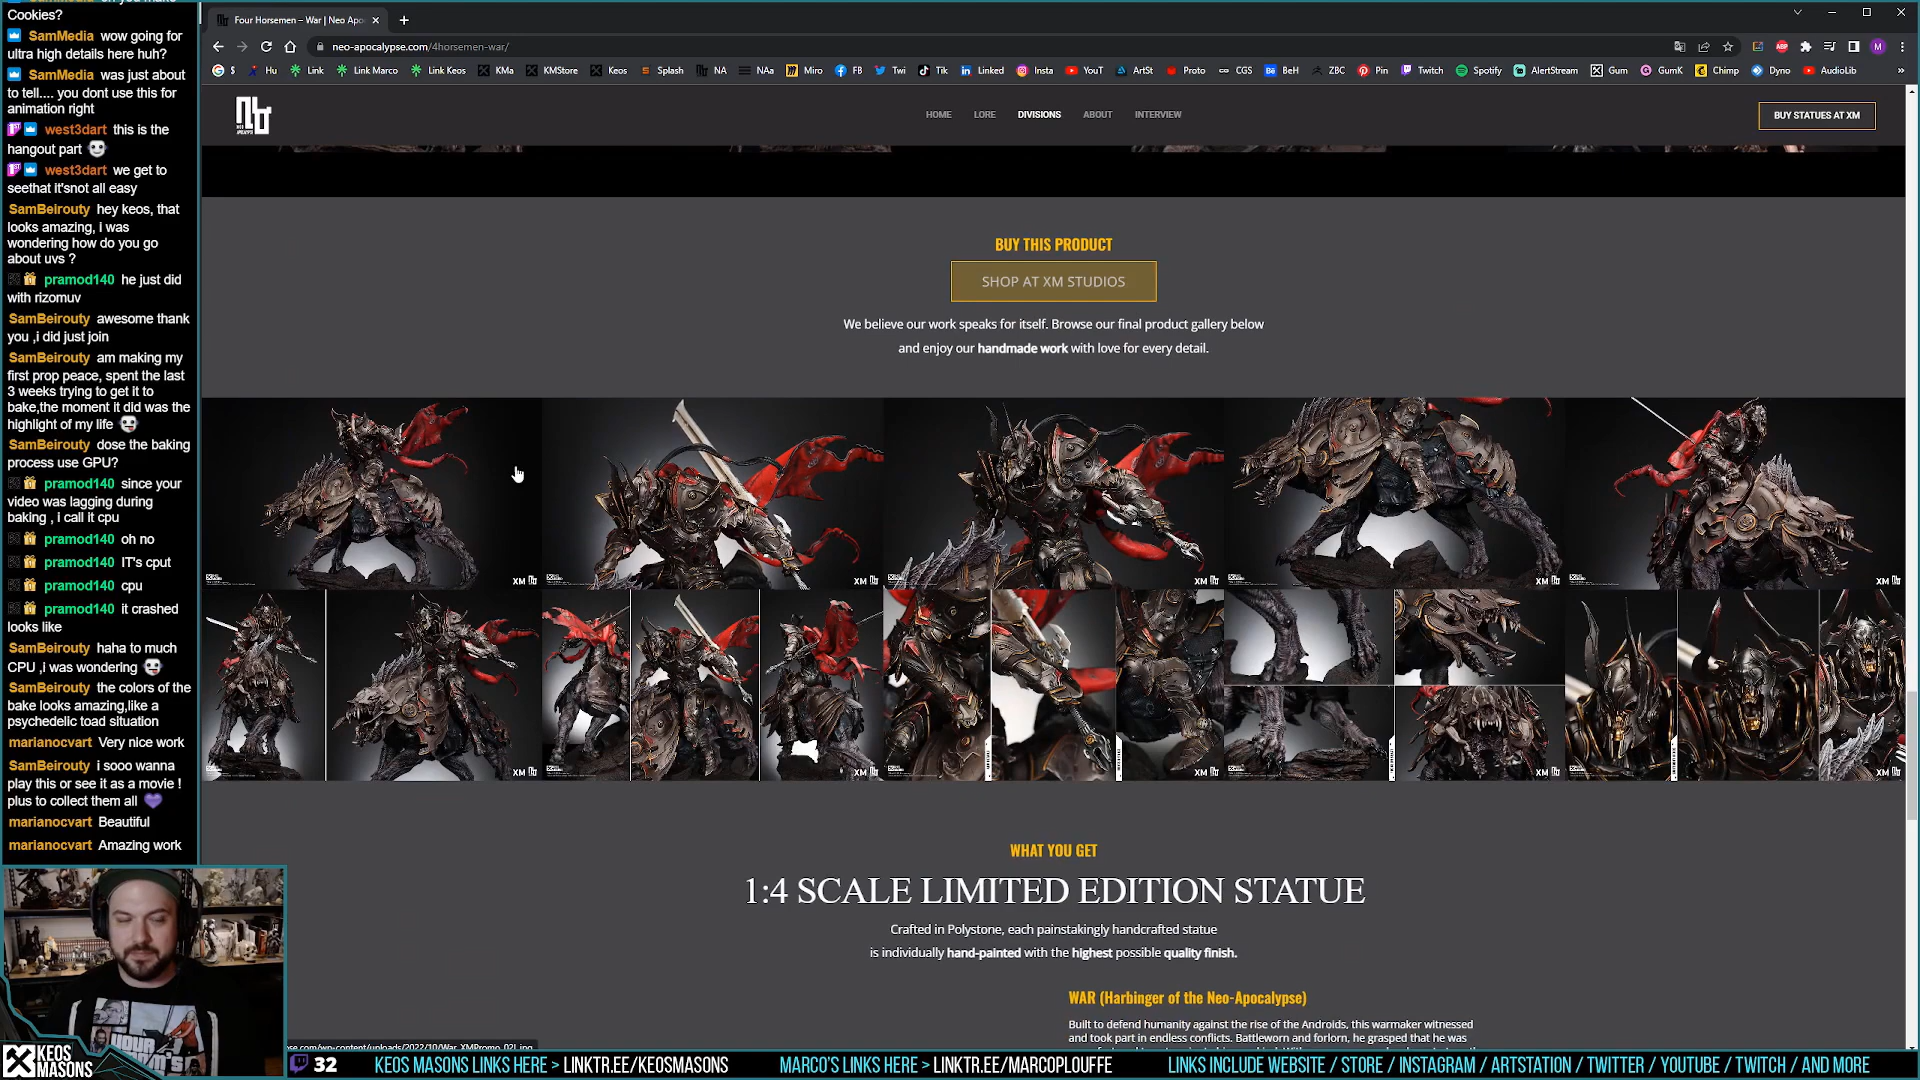 Cookies?
SamMedia wow going for
ultra high details here huh?
SamMedia was just about
to tell.... you dont use this for
animation right
west3dart this is the
hangout part
west3dart we get to
seethat it'snot all easy
SamBeirouty hey keos, that
looks amazing, i was
wondering how do you go
about uvs ?
pramod140 he just did
with rizomuv
SamBeirouty awesome thank
you ,i did just join
SamBeirouty am making my
first prop peace, spent the last
3 weeks trying to get it to
bake,the moment it did was the
highlight of my life
SamBeirouty dose the baking
process use GPU?
pramod140 since your
video was lagging during
baking , i call it cpu
pramod140 oh no
pramod140 IT's cput
pramod140 cpu
pramod140 it crashed
looks like
SamBeirouty haha to much
CPU ,i was wondering
SamBeirouty the colors of the
bake looks amazing,like a
psychedelic toad situation
marianocvart Very nice work
SamBeirouty i sooo wanna
play this or see it as a movie !
plus to collect them all
marianocvart Beautiful
marianocvart Amazing work
Four Horsemen – War | Neo Apo
neo-apocalypse.com/4horsemen-war/
$ Hu Link Link Marco Link Keos KMa KMStore Keos Splash NA NAa Miro FB Twi Tik Linked Insta YouT ArtSt Proto CGS BeH ZBC Pin Twitch Spotify AlertStream Gum GumK Chimp Dyno AudioLib
HOME LORE DIVISIONS ABOUT INTERVIEW
BUY STATUES AT XM
BUY THIS PRODUCT
SHOP AT XM STUDIOS
We believe our work speaks for itself. Browse our final product gallery below
and enjoy our handmade work with love for every detail.
XM XM XM XM XM
XM XM XM XM XM
WHAT YOU GET
1:4 SCALE LIMITED EDITION STATUE
Crafted in Polystone, each painstakingly handcrafted statue
is individually hand-painted with the highest possible quality finish.
WAR (Harbinger of the Neo-Apocalypse)
Built to defend humanity against the rise of the Androids, this warmaker witnessed
and took part in endless conflicts. Battleworn and forlorn, he grasped that he was
KEOS
MASONS
32
KEOS MASONS LINKS HERE > LINKTR.EE/KEOSMASONS
MARCO'S LINKS HERE > LINKTR.EE/MARCOPLOUFFE
LINKS INCLUDE WEBSITE / STORE / INSTAGRAM / ARTSTATION / TWITTER / YOUTUBE / TWITCH / AND MORE